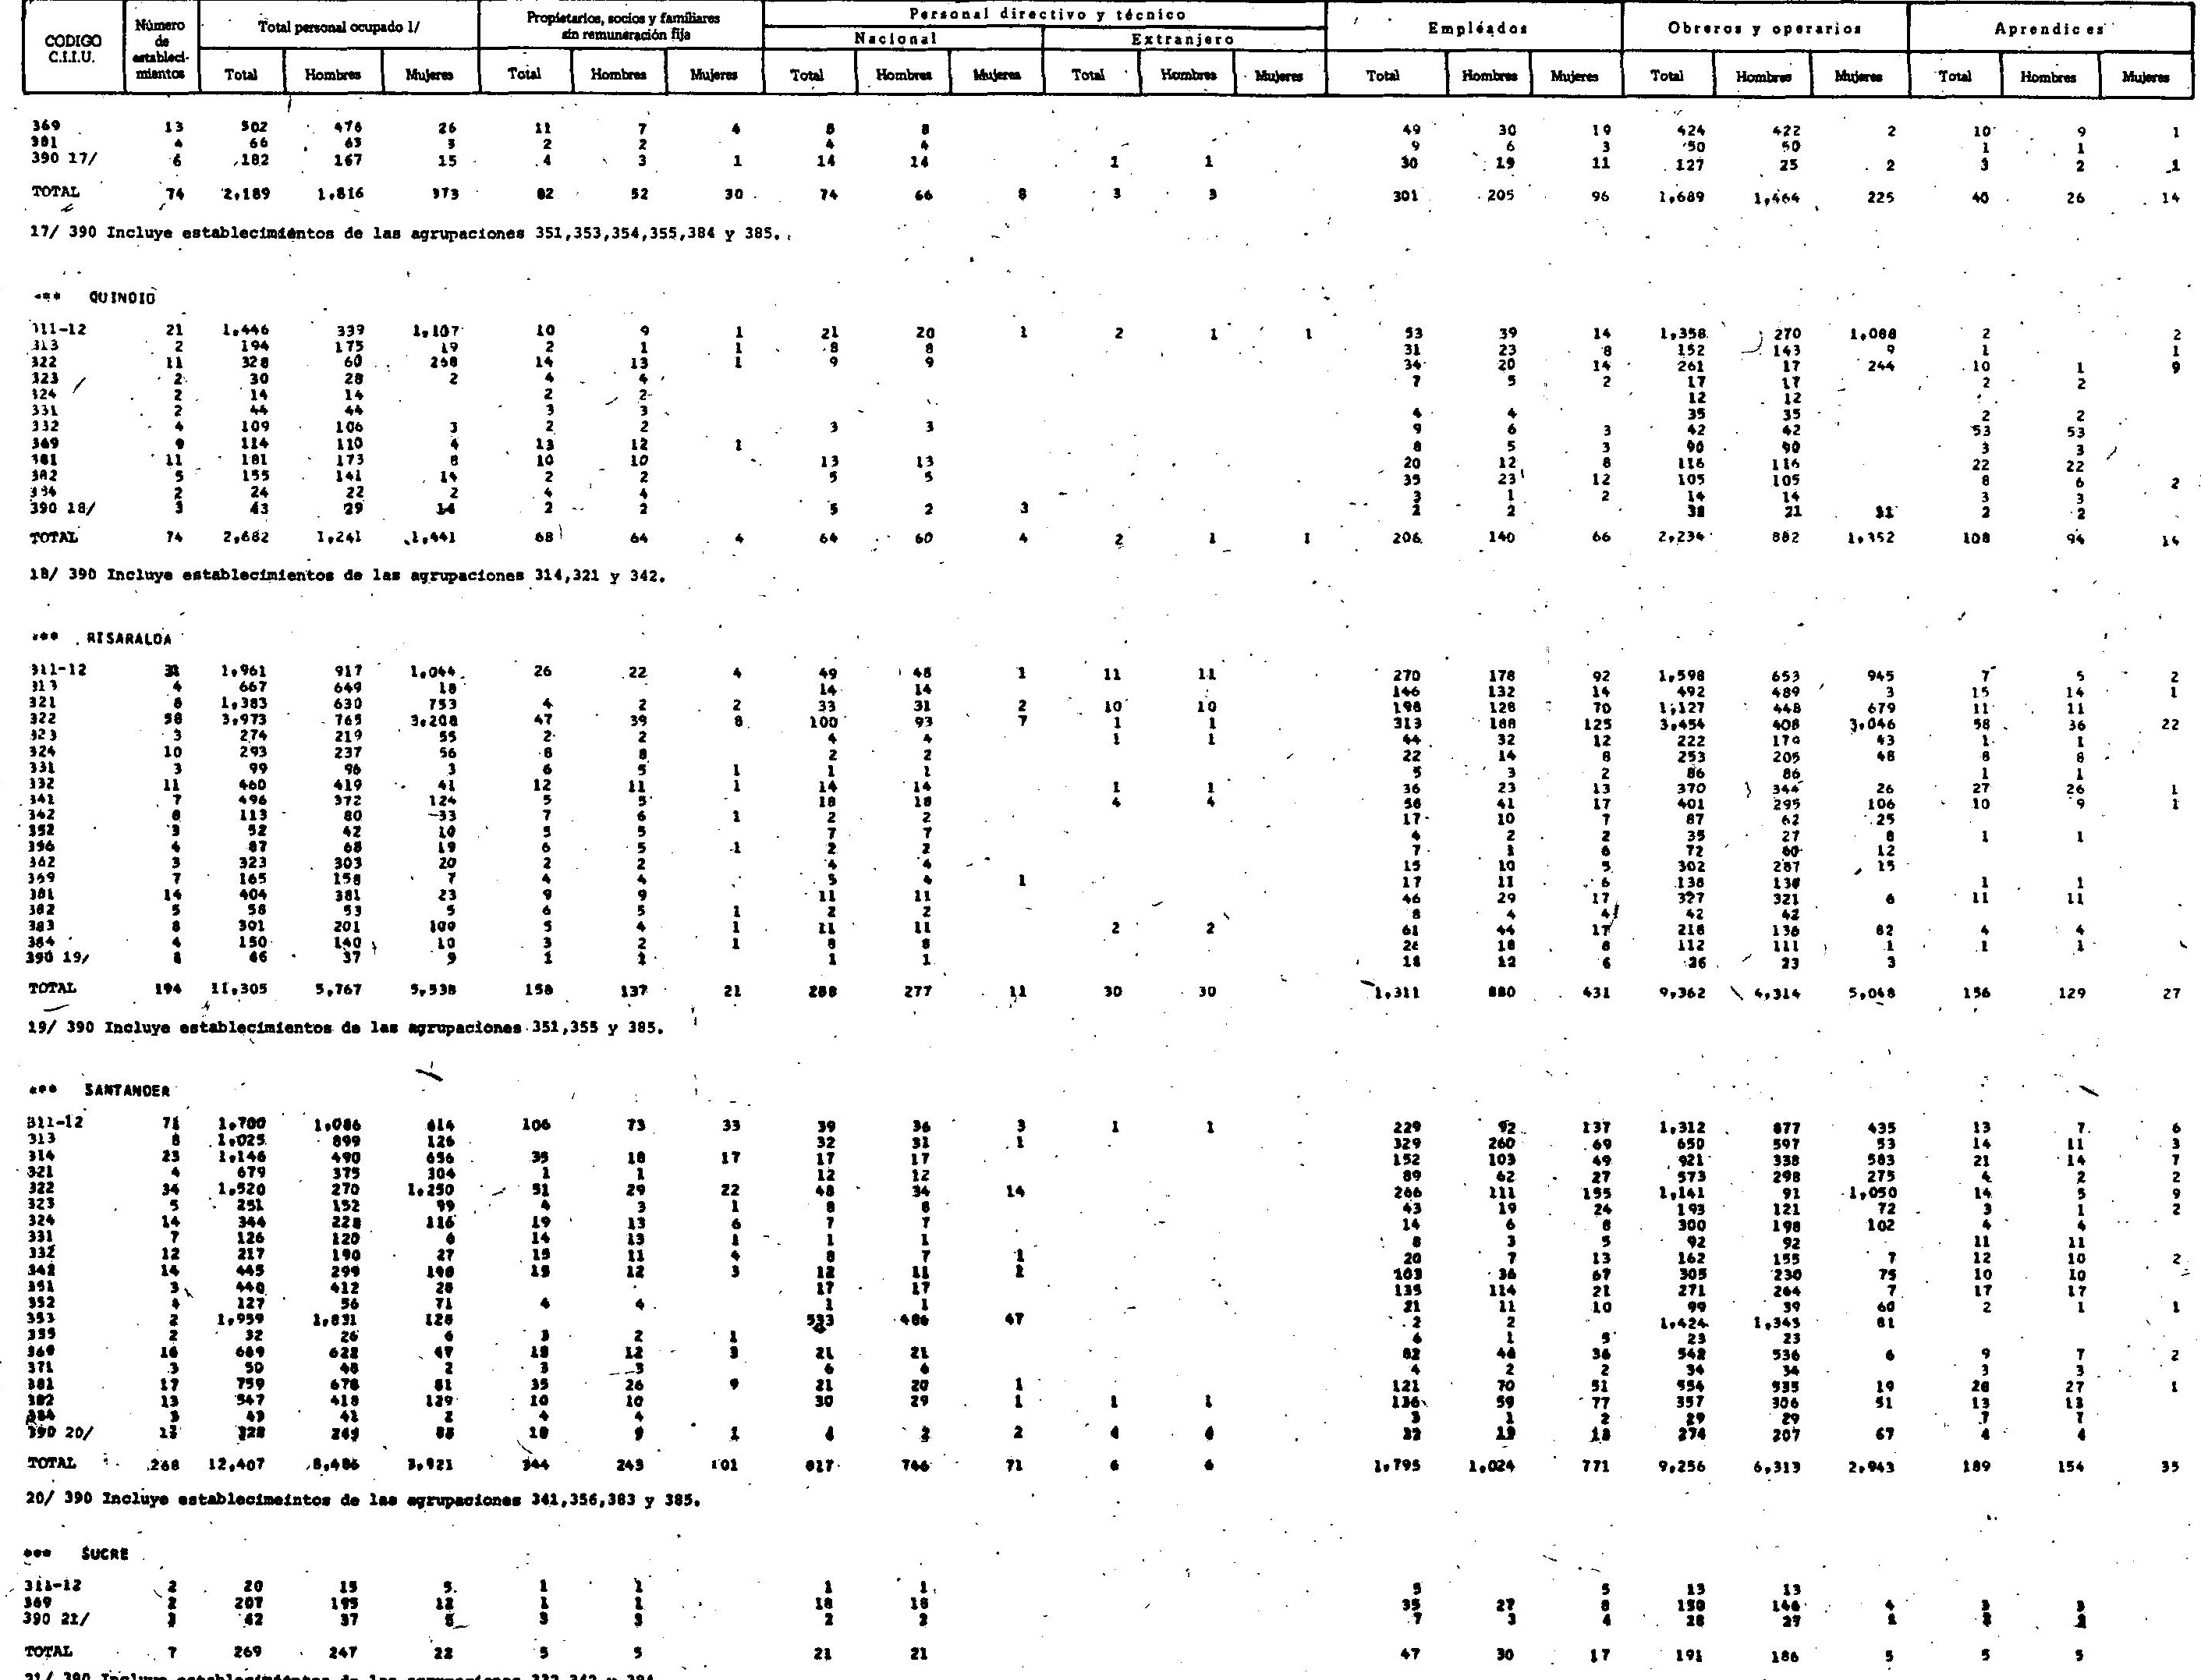 CODIGO C.I.I.U. Número de estableci- mientos Total personal ocupado 1/ Propietarios, socios y familiares sin remuneración fija Personal directivo y técnico Empleados Obreros y operarios Aprendices
Nacional Extranjero
Total Hombres Mujeres Total Hombres Mujeres Total Hombres Mujeres Total Hombres Mujeres Total Hombres Mujeres Total Hombres Mujeres Total Hombres Mujeres
369 13 502 476 26 11 7 4 8 8 49 30 19 424 422 2 10 9 1
381 4 66 63 3 2 2 4 4 9 6 3 50 50 1 1
390 17/ 6 182 167 15 4 3 1 14 14 1 1 30 19 11 127 25 2 3 2 1
TOTAL 74 2,189 1,816 373 82 52 30 74 66 8 3 3 301 205 96 1,689 1,464 225 40 26 14
17/ 390 Incluye establecimientos de las agrupaciones 351,353,354,355,384 y 385.
*** QUINDIO
311-12 21 1,446 339 1,107 10 9 1 21 20 1 2 1 1 53 39 14 1,358 270 1,088 2 2
313 2 194 175 19 2 1 1 8 8 31 23 8 152 143 9 1 1
322 11 328 60 268 14 13 1 9 9 34 20 14 261 17 244 10 1 9
323 2 30 28 2 4 4 7 5 2 17 17 2 2
324 2 14 14 2 2 12 12
331 2 44 44 3 3 4 4 35 35 2 2
332 4 109 106 3 2 2 3 3 9 6 3 42 42 53 53
369 9 114 110 4 13 12 1 8 5 3 90 90 3 3
381 11 181 173 8 10 10 13 13 20 12 8 116 116 22 22
382 5 155 141 14 2 2 5 5 35 23 12 105 105 8 6 2
384 2 24 22 2 4 4 3 1 2 14 14 3 3
390 18/ 3 43 29 14 2 2 5 2 3 2 2 21 11 2 2
TOTAL 74 2,682 1,241 1,441 68 64 4 64 60 4 2 1 1 206 140 66 2,234 882 1,352 108 94 14
18/ 390 Incluye establecimientos de las agrupaciones 314,321 y 342.
*** RISARALDA
311-12 31 1,961 917 1,044 26 22 4 49 48 1 11 11 270 178 92 1,598 653 945 7 5 2
313 4 667 649 18 14 14 146 132 14 492 489 3 15 14 1
321 8 1,383 630 753 4 2 2 33 31 2 10 10 198 128 70 1,127 448 679 11 11
322 58 3,973 765 3,208 47 39 8 100 93 7 1 1 313 188 125 3,454 408 3,046 58 36 22
323 3 274 219 55 2 2 4 4 1 1 44 32 12 222 179 43 1 1
324 10 293 237 56 8 8 2 2 22 14 8 253 205 48 8 8
331 3 99 96 3 6 5 1 1 1 5 3 2 86 86 1 1
332 11 460 419 41 12 11 1 14 14 1 1 36 23 13 370 344 26 27 26 1
341 7 496 372 124 5 5 18 18 4 4 58 41 17 401 295 106 10 9 1
342 8 113 80 33 7 6 1 2 2 17 10 7 87 62 25
352 3 52 42 10 5 5 7 7 4 2 2 35 27 8 1 1
356 4 87 68 19 6 5 1 2 2 7 1 6 72 60 12
362 3 323 303 20 2 2 4 4 15 10 5 302 287 15
369 7 165 158 7 4 4 5 4 1 17 11 6 138 138 1 1
381 14 404 381 23 9 9 11 11 46 29 17 327 321 6 11 11
382 5 58 53 5 6 5 1 2 2 8 4 4 42 42
383 8 301 201 100 5 4 1 11 11 2 2 61 44 17 218 136 82 4 4
384 4 150 140 10 3 2 1 8 8 26 18 8 112 111 1 1 1
390 19/ 46 37 9 1 1 1 1 18 12 6 26 23 3
TOTAL 194 11,305 5,767 5,538 158 137 21 288 277 11 30 30 1,311 880 431 9,362 4,314 5,048 156 129 27
19/ 390 Incluye establecimientos de las agrupaciones 351,355 y 385.
*** SANTANDER
311-12 71 1,700 1,086 614 106 73 33 39 36 3 1 1 229 92 137 1,312 877 435 13 7 6
313 8 1,025 899 126 32 31 1 329 260 69 650 597 53 14 11 3
314 23 1,146 490 656 35 18 17 17 17 152 103 49 921 338 583 21 14 7
321 4 679 375 304 1 1 12 12 89 62 27 573 298 275 4 2 2
322 34 1,520 270 1,250 51 29 22 48 34 14 266 111 155 1,141 91 1,050 14 5 9
323 5 251 152 99 4 3 1 8 8 43 19 24 193 121 72 3 1 2
324 14 344 228 116 19 13 6 7 7 14 6 8 300 198 102 4 4
331 7 126 120 6 14 13 1 1 1 8 3 5 92 92 11 11
332 12 217 190 27 15 11 4 8 7 1 20 7 13 162 155 7 12 10 2
342 14 445 299 146 15 12 3 12 11 1 103 36 67 305 230 75 10 10
351 3 440 412 28 17 17 135 114 21 271 264 7 17 17
352 4 127 56 71 4 4 1 1 21 11 10 99 39 60 2 1 1
353 2 1,959 1,831 128 533 486 47 2 2 1,424 1,343 81
355 2 32 26 6 3 2 1 6 1 5 23 23
369 16 669 622 47 15 12 3 21 21 82 46 36 542 536 6 9 7 2
371 3 50 48 2 3 3 6 6 4 2 2 34 34 3 3
381 17 759 678 81 35 26 9 21 20 1 121 70 51 554 535 19 28 27 1
382 13 547 418 129 10 10 30 29 1 1 1 136 59 77 357 306 51 13 13
384 3 43 41 2 4 4 3 1 2 29 29 7 7
390 20/ 10 9 1 4 2 2 4 4 32 274 207 67 4 4
TOTAL 268 12,407 8,486 3,921 344 243 101 817 746 71 6 6 1,795 1,024 771 9,256 6,313 2,943 189 154 35
20/ 390 Incluye establecimeintos de las agrupaciones 341,356,383 y 385.
*** SUCRE
311-12 2 20 15 5 1 1 1 1 5 5 13 13
369 2 207 195 12 1 1 18 18 35 27 8 150 146 4 3 3
390 21/ 3 42 37 5 3 3 2 2 7 3 4 28 27 1 2 2
TOTAL 7 269 247 22 5 5 21 21 47 30 17 191 186 5 5 5
21/ 390 Incluye establecimientos de las agrupaciones